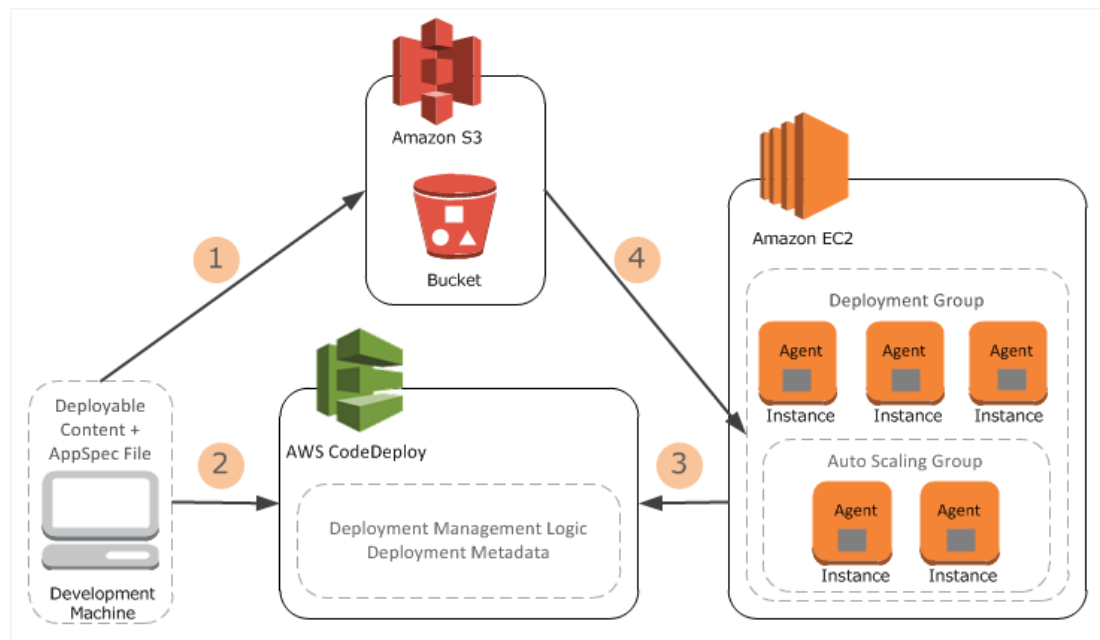 Amazon S3
Bucket
1
4
Amazon EC2
Deployment Group
Agent
Agent
Agent
Instance
Instance
Instance
Auto Scaling Group
Agent
Agent
Instance
Instance
Deployable
Content +
AppSpec File
Development
Machine
2
AWS CodeDeploy
Deployment Management Logic
Deployment Metadata
3